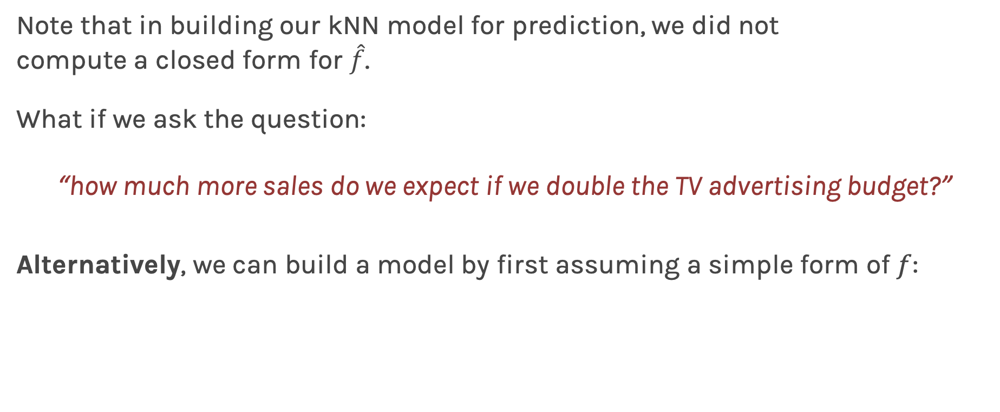 Note that in building our kNN model for prediction, we did not
compute a closed form for f̂.
What if we ask the question:
“how much more sales do we expect if we double the TV advertising budget?”
Alternatively, we can build a model by first assuming a simple form of f: